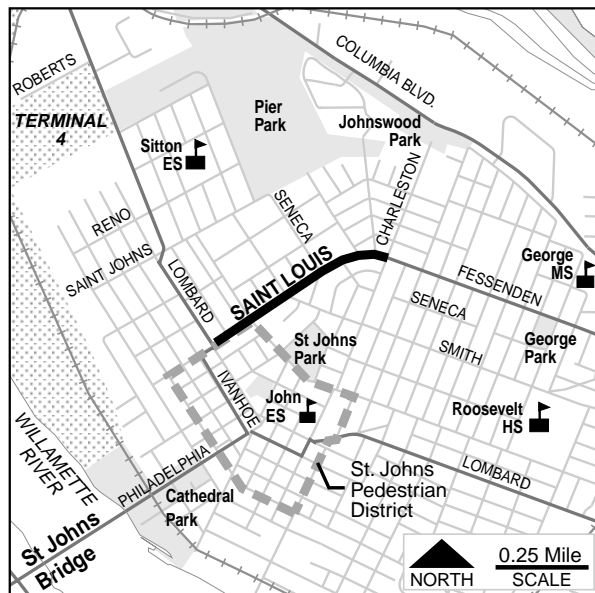 ROBERTS
COLUMBIA BLVD.
TERMINAL
4
Pier
Park
Johnswood
Park
Sitton
ES
SENECA
CHARLESTON
RENO
SAINT JOHNS
LOMBARD
SAINT LOUIS
George
MS
FESSENDEN
SENECA
St Johns
Park
SMITH
George
Park
IVANHOE
John
ES
Roosevelt
HS
WILLAMETTE
RIVER
PHILADELPHIA
LOMBARD
Cathedral
Park
St. Johns
Pedestrian
District
St Johns
Bridge
0.25 Mile
NORTH
SCALE